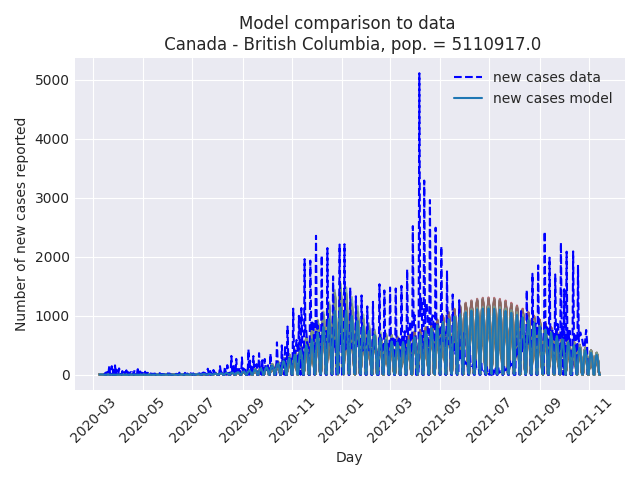 Model comparison to data
Canada - British Columbia, pop. = 5110917.0
new cases data
new cases model
Number of new cases reported
5000
4000
3000
2000
1000
0
2020-03
2020-05
2020-07
2020-09
2020-11
2021-01
2021-03
2021-05
2021-07
2021-09
2021-11
Day